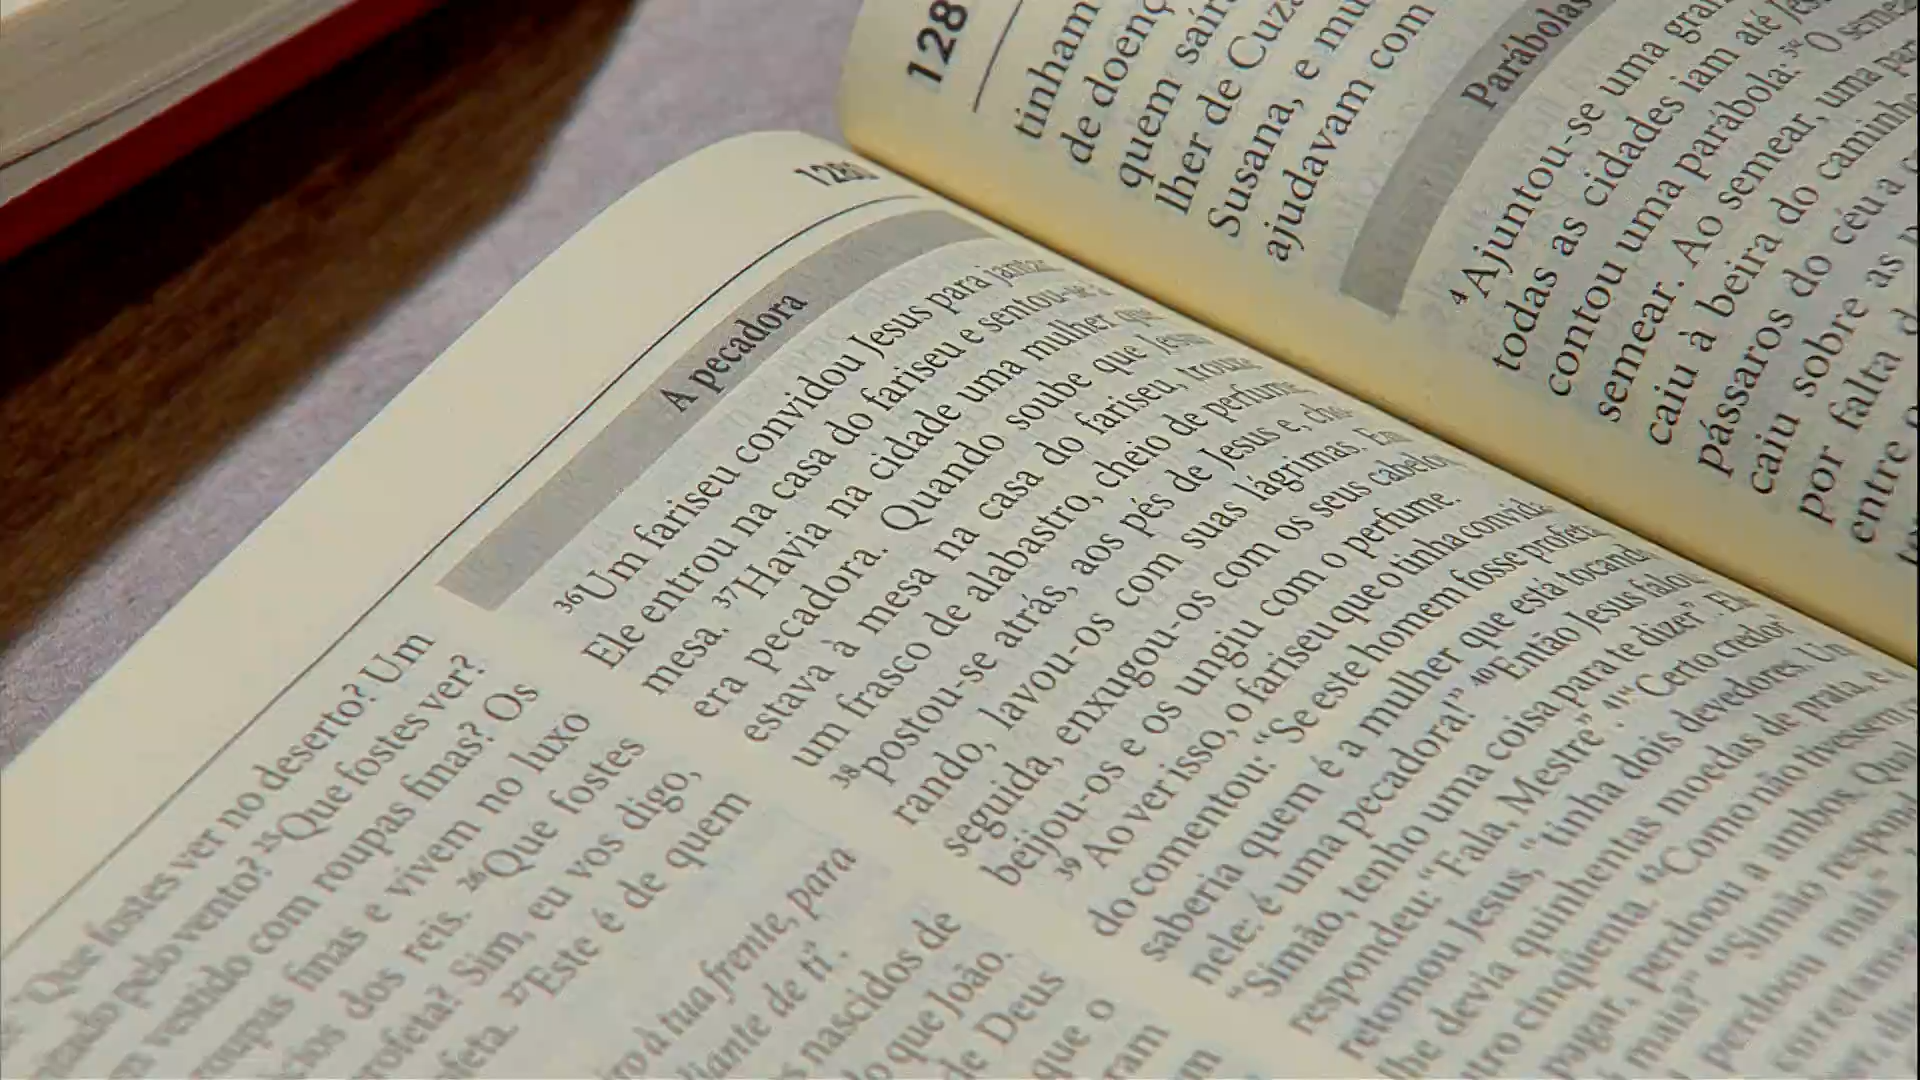 1280
Que fostes ver no deserto? Um
pelo vento? ²⁵Que fostes ver?
vestido com roupas finas? Os
roupas finas e vivem no luxo
dos reis. ²⁶Que fostes
profeta? Sim, eu vos digo,
²⁷Este é de quem
à tua frente, para
diante de ti”.
nascidos de
do que João.
de Deus
que o
A pecadora
³⁶Um fariseu convidou Jesus para jantar.
Ele entrou na casa do fariseu e sentou-se à
mesa. ³⁷Havia na cidade uma mulher que
era pecadora. Quando soube que Jesus
estava à mesa na casa do fariseu, trouxe
um frasco de alabastro, cheio de perfume,
³⁸postou-se atrás, aos pés de Jesus e, cho-
rando, lavou-os com suas lágrimas. Em
seguida, enxugou-os com os seus cabelos,
beijou-os e os ungiu com o perfume.
³⁹Ao ver isso, o fariseu que o tinha convida-
do comentou: “Se este homem fosse profeta,
saberia quem é a mulher que está tocando
nele: é uma pecadora!” ⁴⁰Então Jesus falou:
“Simão, tenho uma coisa para te dizer”. Ele
respondeu: “Fala, Mestre”. ⁴¹“Certo credor”,
retomou Jesus, “tinha dois devedores. Um
lhe devia quinhentas moedas de prata, e
outro cinqüenta. ⁴²Como não tivessem
pagar, perdoou a ambos. Qual
mais?” ⁴³Simão
perdoou mais”.
128
tinham
de doenç
quem saír
lher de Cuza
Susana, e mu
ajudavam com
Parábolas
⁴Ajuntou-se uma gran
todas as cidades iam até Jes
contou uma parábola: ⁵“O seme
semear. Ao semear, uma par
caiu à beira do caminho
pássaros do céu a
caiu sobre as
por falta d
entre